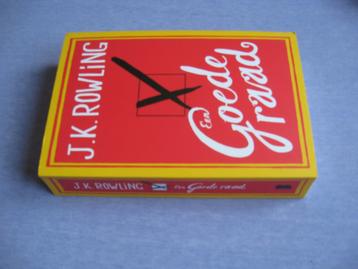 J.K. ROWLING
Een
Goede
raad
J.K. ROWLING
Een Goede raad